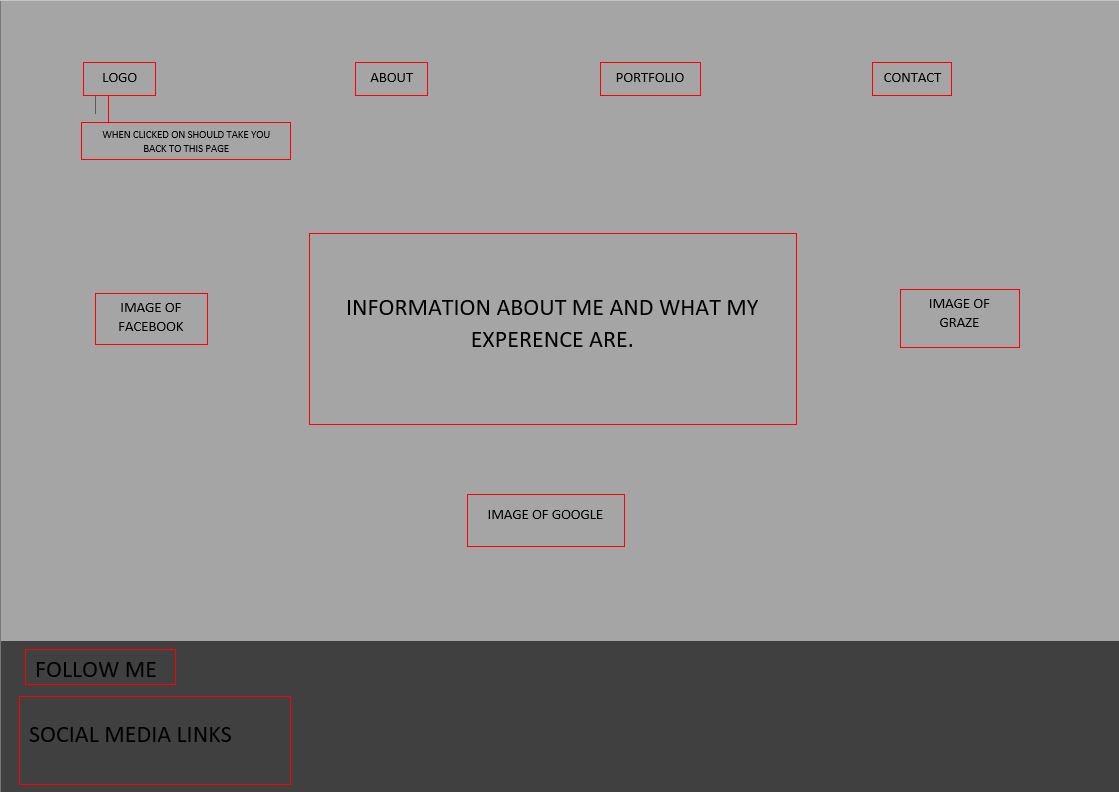 LOGO
ABOUT
PORTFOLIO
CONTACT
WHEN CLICKED ON SHOULD TAKE YOU
BACK TO THIS PAGE
IMAGE OF
FACEBOOK
INFORMATION ABOUT ME AND WHAT MY
EXPERENCE ARE.
IMAGE OF
GRAZE
IMAGE OF GOOGLE
FOLLOW ME
SOCIAL MEDIA LINKS